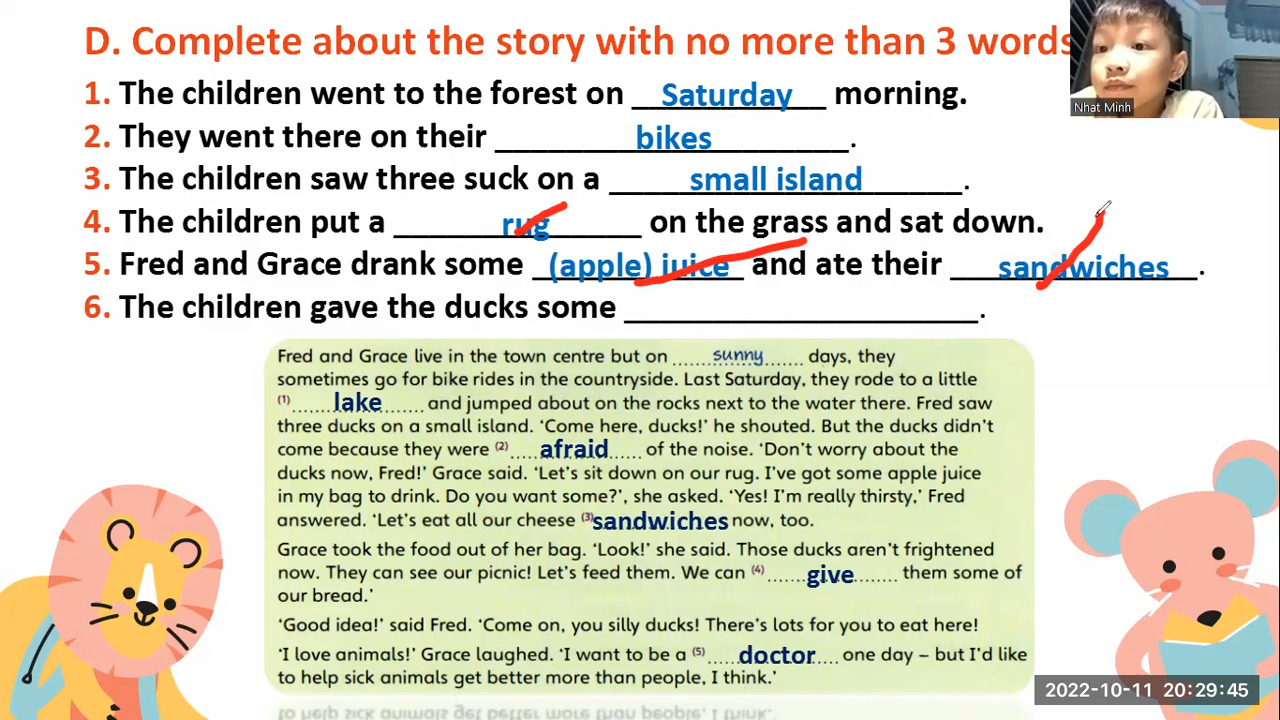 D. Complete about the story with no more than 3 words
1. The children went to the forest on ___Saturday___ morning.
2. They went there on their ___bikes___.
3. The children saw three suck on a ___small island___.
4. The children put a ___rug___ on the grass and sat down.
5. Fred and Grace drank some ___(apple) juice___ and ate their ___sandwiches___.
6. The children gave the ducks some ___.
Nhat Minh
Fred and Grace live in the town centre but on ....sunny.... days, they
sometimes go for bike rides in the countryside. Last Saturday, they rode to a little
(1) ....lake.... and jumped about on the rocks next to the water there. Fred saw
three ducks on a small island. ‘Come here, ducks!’ he shouted. But the ducks didn’t
come because they were (2) ....afraid.... of the noise. ‘Don’t worry about the
ducks now, Fred!’ Grace said. ‘Let’s sit down on our rug. I’ve got some apple juice
in my bag to drink. Do you want some?’, she asked. ‘Yes! I’m really thirsty,’ Fred
answered. ‘Let’s eat all our cheese (3) sandwiches now, too.
Grace took the food out of her bag. ‘Look!’ she said. Those ducks aren’t frightened
now. They can see our picnic! Let’s feed them. We can (4) ....give.... them some of
our bread.’
‘Good idea!’ said Fred. ‘Come on, you silly ducks! There’s lots for you to eat here!
‘I love animals!’ Grace laughed. ‘I want to be a (5) ....doctor.... one day – but I’d like
to help sick animals get better more than people, I think.’
2022-10-11 20:29:45